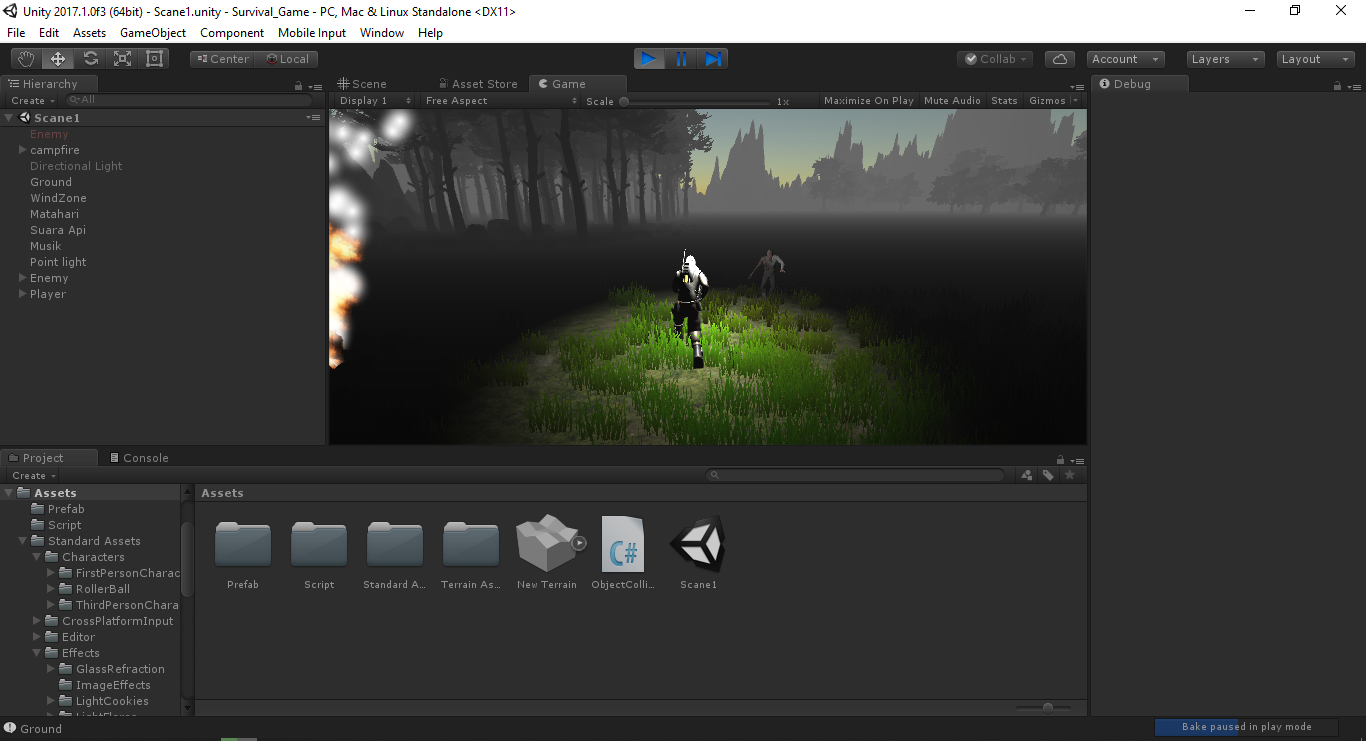 Unity 2017.1.0f3 (64bit) - Scane1.unity - Survival_Game - PC, Mac & Linux Standalone <DX11>
File Edit Assets GameObject Component Mobile Input Window Help
Center Local Collab Account Layers Layout
Hierarchy
Create All
Scane1
Enemy
campfire
Directional Light
Ground
WindZone
Matahari
Suara Api
Musik
Point light
Enemy
Player
Scene Asset Store Game
Display 1 Free Aspect Scale 1x Maximize On Play Mute Audio Stats Gizmos
Debug
Project Console
Create
Assets
Prefab
Script
Standard Assets
Characters
FirstPersonCharac
RollerBall
ThirdPersonChara
CrossPlatformInput
Editor
Effects
GlassRefraction
ImageEffects
LightCookies
LightFlares
Assets
Prefab Script Standard A... Terrain As... New Terrain ObjectColli... Scane1
Ground
Bake paused in play mode